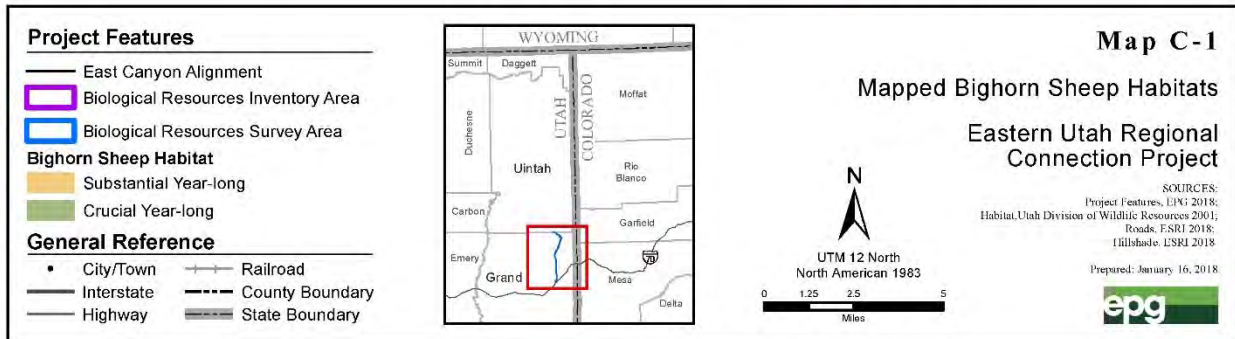 Project Features
East Canyon Alignment
Biological Resources Inventory Area
Biological Resources Survey Area
Bighorn Sheep Habitat
Substantial Year-long
Crucial Year-long
General Reference
City/Town
Railroad
Interstate
County Boundary
Highway
State Boundary
WYOMING
Summit
Daggett
Moffat
UTAH
COLORADO
Duchesne
Uintah
Rio
Blanco
Carbon
Garfield
Emery
Grand
70
Mesa
Delta
N
UTM 12 North
North American 1983
0 1.25 2.5 5
Miles
Map C-1
Mapped Bighorn Sheep Habitats
Eastern Utah Regional
Connection Project
SOURCES:
Project Features, EPG 2018;
Habitat,Utah Division of Wildlife Resources 2001;
Roads, ESRI 2018;
Hillshade, ESRI 2018
Prepared: January 16, 2018
epg